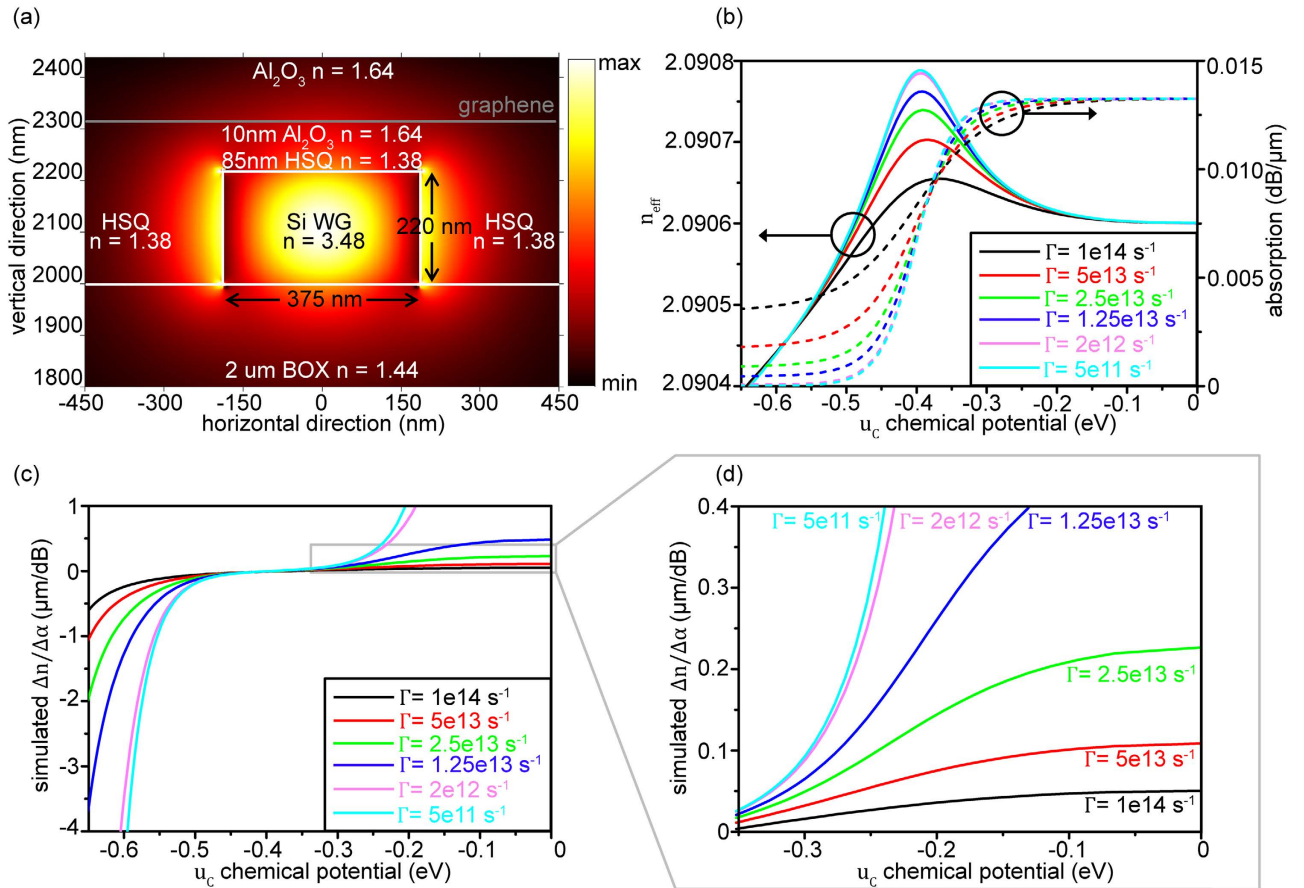 (a)
2400
2300
2200
2100
2000
1900
1800
vertical direction (nm)
Al2O3 n = 1.64
graphene
10nm Al2O3 n = 1.64
85nm HSQ n = 1.38
HSQ
n = 1.38
Si WG
n = 3.48
220 nm
HSQ
n = 1.38
375 nm
2 um BOX n = 1.44
-450 -300 -150 0 150 300 450
horizontal direction (nm)
max
min
(b)
2.0908
2.0907
2.0906
2.0905
2.0904
neff
0.015
0.010
0.005
0
absorption (dB/µm)
Γ= 1e14 s-1
Γ= 5e13 s-1
Γ= 2.5e13 s-1
Γ= 1.25e13 s-1
Γ= 2e12 s-1
Γ= 5e11 s-1
-0.6 -0.5 -0.4 -0.3 -0.2 -0.1 0
uC chemical potential (eV)
(c)
1
0
-1
-2
-3
-4
simulated Δn/Δα (µm/dB)
Γ= 1e14 s-1
Γ= 5e13 s-1
Γ= 2.5e13 s-1
Γ= 1.25e13 s-1
Γ= 2e12 s-1
Γ= 5e11 s-1
-0.6 -0.5 -0.4 -0.3 -0.2 -0.1 0
uC chemical potential (eV)
(d)
0.4
0.3
0.2
0.1
0
simulated Δn/Δα (µm/dB)
Γ= 5e11 s-1
Γ= 2e12 s-1
Γ= 1.25e13 s-1
Γ= 2.5e13 s-1
Γ= 5e13 s-1
Γ= 1e14 s-1
-0.3 -0.2 -0.1 0
uC chemical potential (eV)